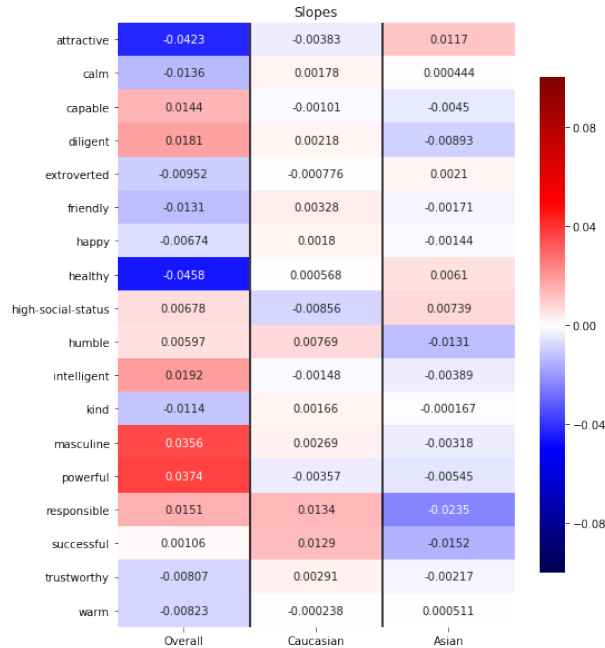 Slopes
attractive -0.0423 -0.00383 0.0117
calm -0.0136 0.00178 0.000444
capable 0.0144 -0.00101 -0.0045
diligent 0.0181 0.00218 -0.00893
extroverted -0.00952 -0.000776 0.0021
friendly -0.0131 0.00328 -0.00171
happy -0.00674 0.0018 -0.00144
healthy -0.0458 0.000568 0.0061
high-social-status 0.00678 -0.00856 0.00739
humble 0.00597 0.00769 -0.0131
intelligent 0.0192 -0.00148 -0.00389
kind -0.0114 0.00166 -0.000167
masculine 0.0356 0.00269 -0.00318
powerful 0.0374 -0.00357 -0.00545
responsible 0.0151 0.0134 -0.0235
successful 0.00106 0.0129 -0.0152
trustworthy -0.00807 0.00291 -0.00217
warm -0.00823 -0.000238 0.000511
Overall Caucasian Asian
0.08
0.04
0.00
−0.04
−0.08